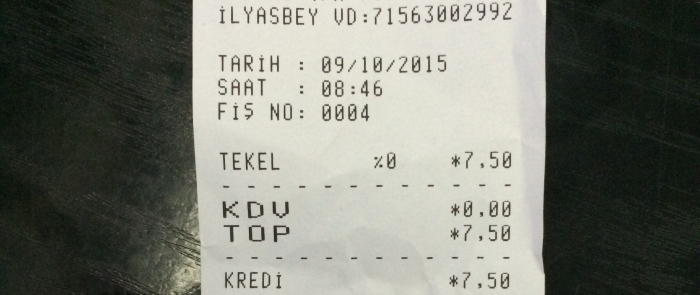 İLYASBEY VD:71563002992
TARİH : 09/10/2015
SAAT : 08:46
FİŞ NO: 0004
TEKEL %0 *7,50
KDV *0,00
TOP *7,50
KREDİ *7,50